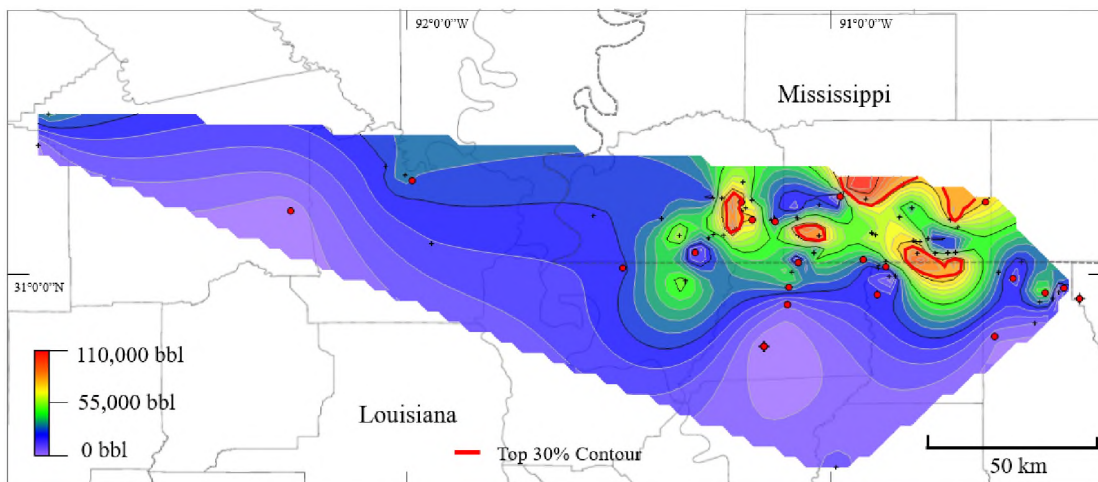 92°0'0"W
91°0'0"W
Mississippi
31°0'0"N
110,000 bbl
55,000 bbl
0 bbl
Louisiana
Top 30% Contour
50 km